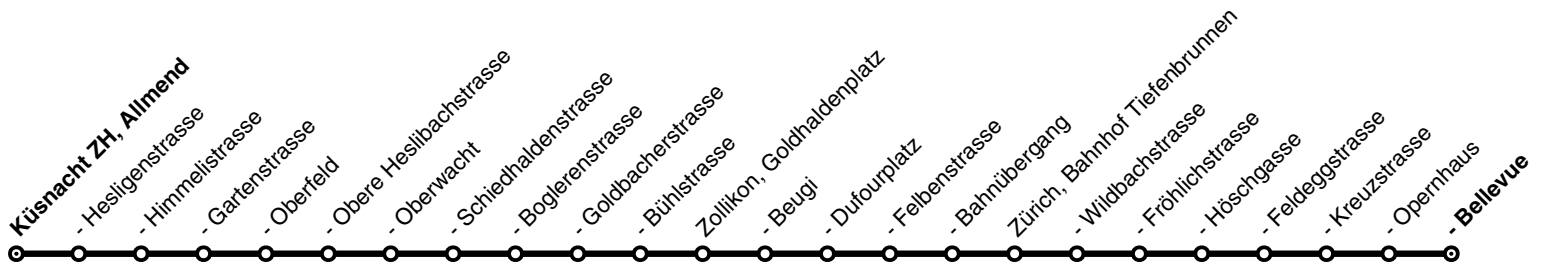 Küsnacht ZH, Allmend
- Hesligenstrasse
- Himmelistrasse
- Gartenstrasse
- Oberfeld
- Obere Heslibachstrasse
- Oberwacht
- Schiedhaldenstrasse
- Boglerenstrasse
- Goldbacherstrasse
- Bühlstrasse
Zollikon, Goldhaldenplatz
- Beugi
- Dufourplatz
- Felbenstrasse
- Bahnübergang
Zürich, Bahnhof Tiefenbrunnen
- Wildbachstrasse
- Fröhlichstrasse
- Höschgasse
- Feldeggstrasse
- Kreuzstrasse
- Opernhaus
- Bellevue